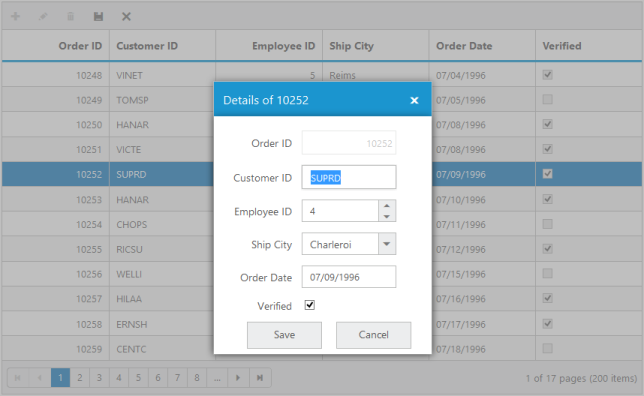 Order ID Customer ID Employee ID Ship City Order Date Verified
10248 VINET 5 Reims 07/04/1996
10249 TOMSP 07/05/1996
10250 HANAR 07/08/1996
10251 VICTE 07/08/1996
10252 SUPRD 07/09/1996
10253 HANAR 07/10/1996
10254 CHOPS 07/11/1996
10255 RICSU 07/12/1996
10256 WELLI 07/15/1996
10257 HILAA 07/16/1996
10258 ERNSH 07/17/1996
10259 CENTC 07/18/1996
Details of 10252
Order ID 10252
Customer ID SUPRD
Employee ID 4
Ship City Charleroi
Order Date 07/09/1996
Verified
Save Cancel
1 2 3 4 5 6 7 8 ... 1 of 17 pages (200 items)